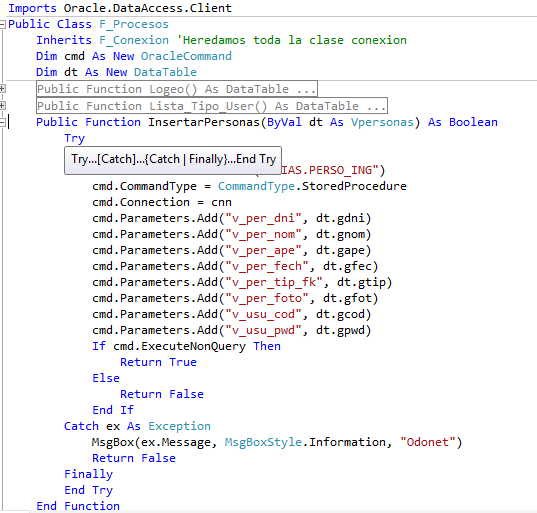 Imports Oracle.DataAccess.Client
Public Class F_Procesos
Inherits F_Conexion 'Heredamos toda la clase conexion
Dim cmd As New OracleCommand
Dim dt As New DataTable
Public Function Logeo() As DataTable ...
Public Function Lista_Tipo_User() As DataTable ...
Public Function InsertarPersonas(ByVal dt As Vpersonas) As Boolean
Try
Try...[Catch]...{Catch | Finally}...End Try
IAS.PERSO_ING")
cmd.CommandType = CommandType.StoredProcedure
cmd.Connection = cnn
cmd.Parameters.Add("v_per_dni", dt.gdni)
cmd.Parameters.Add("v_per_nom", dt.gnom)
cmd.Parameters.Add("v_per_ape", dt.gape)
cmd.Parameters.Add("v_per_fech", dt.gfec)
cmd.Parameters.Add("v_per_tip_fk", dt.gtip)
cmd.Parameters.Add("v_per_foto", dt.gfot)
cmd.Parameters.Add("v_usu_cod", dt.gcod)
cmd.Parameters.Add("v_usu_pwd", dt.gpwd)
If cmd.ExecuteNonQuery Then
Return True
Else
Return False
End If
Catch ex As Exception
MsgBox(ex.Message, MsgBoxStyle.Information, "Odonet")
Return False
Finally
End Try
End Function